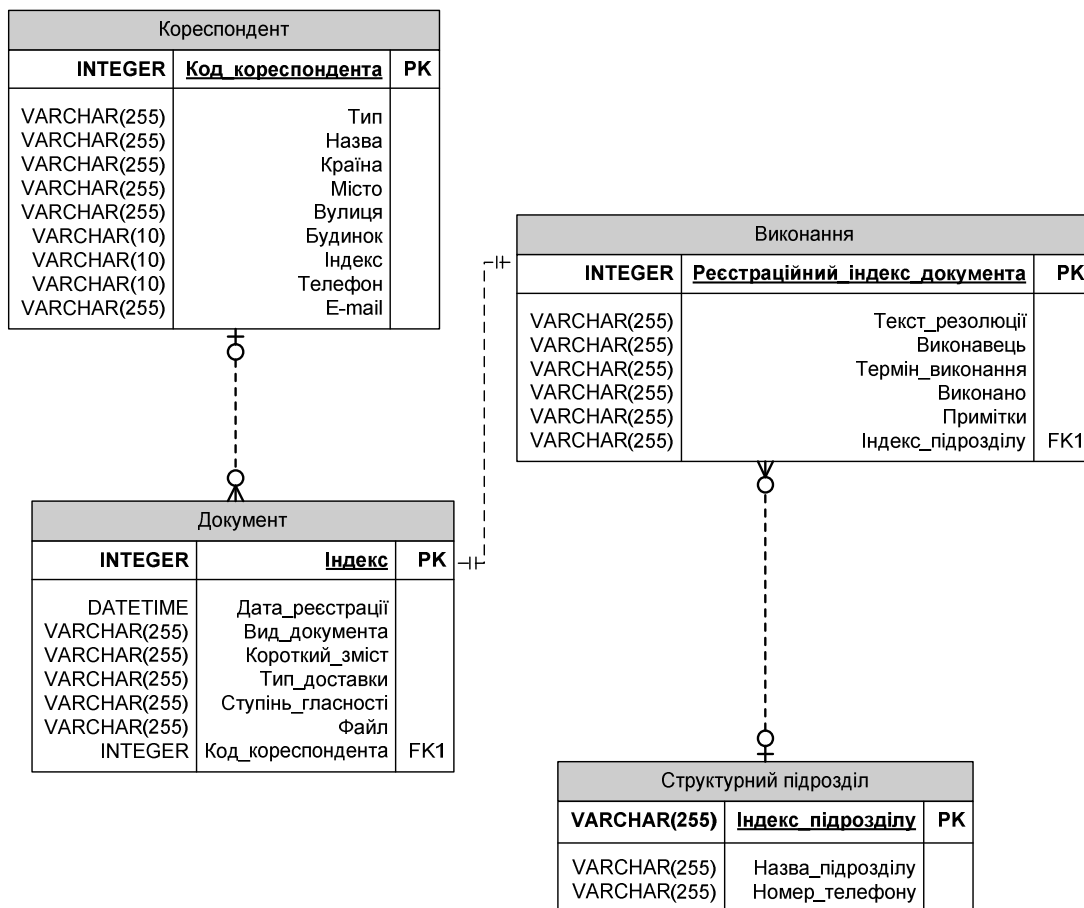 Кореспондент
INTEGER Код_кореспондента PK
VARCHAR(255) Тип
VARCHAR(255) Назва
VARCHAR(255) Країна
VARCHAR(255) Місто
VARCHAR(255) Вулиця
VARCHAR(10) Будинок
VARCHAR(10) Індекс
VARCHAR(10) Телефон
VARCHAR(255) E-mail
Виконання
INTEGER Реєстраційний_індекс_документа PK
VARCHAR(255) Текст_резолюції
VARCHAR(255) Виконавець
VARCHAR(255) Термін_виконання
VARCHAR(255) Виконано
VARCHAR(255) Примітки
VARCHAR(255) Індекс_підрозділу FK1
Документ
INTEGER Індекс PK
DATETIME Дата_реєстрації
VARCHAR(255) Вид_документа
VARCHAR(255) Короткий_зміст
VARCHAR(255) Тип_доставки
VARCHAR(255) Ступінь_гласності
VARCHAR(255) Файл
INTEGER Код_кореспондента FK1
Структурний підрозділ
VARCHAR(255) Індекс_підрозділу PK
VARCHAR(255) Назва_підрозділу
VARCHAR(255) Номер_телефону